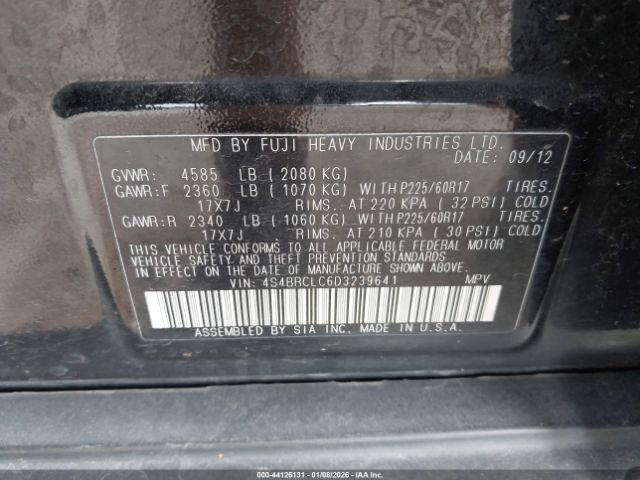 MFD BY FUJI HEAVY INDUSTRIES LTD.
DATE: 09/12
GVWR: 4585 LB ( 2080 KG)
GAWR:F 2360 LB ( 1070 KG) WITH P225/60R17 TIRES.
17X7J RIMS. AT 220 KPA ( 32 PSI) COLD
GAWR:R 2340 LB ( 1060 KG) WITH P225/60R17 TIRES.
17X7J RIMS. AT 210 KPA ( 30 PSI) COLD
THIS VEHICLE CONFORMS TO ALL APPLICABLE FEDERAL MOTOR
VEHICLE SAFETY AND THEFT PREVENTION STANDARDS
IN EFFECT ON THE DATE OF MANUFACTURE SHOWN ABOVE.
VIN: 4S4BRCLC6D3239641 MPV
ASSEMBLED BY SIA INC. MADE IN U.S.A.
000-44126131 - 01/08/2026 - IAAI.COM